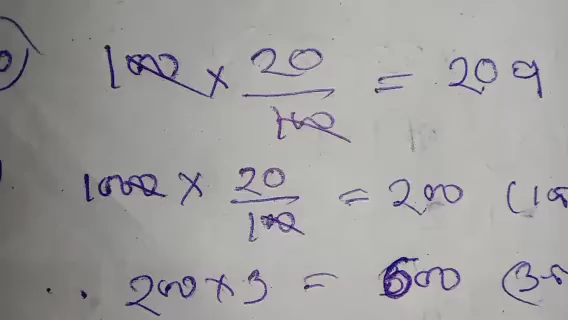 100 × 20/100 = 20
1000 × 20/100 = 200
∴ 200 × 3 = 600